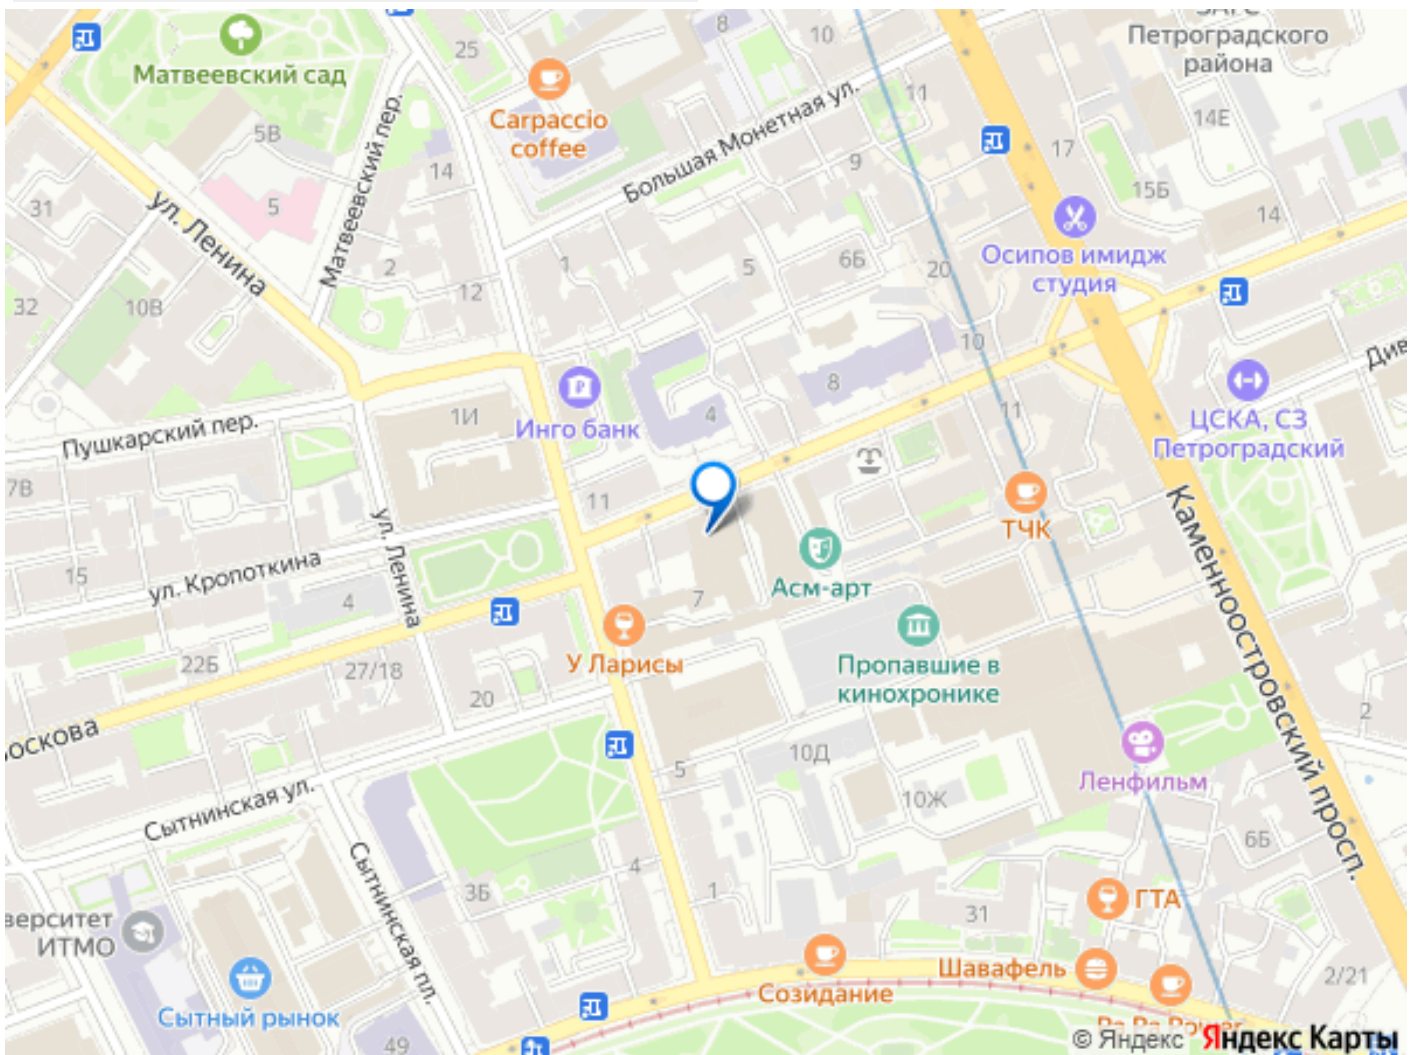 Петроградского
района
Матвеевский сад
25
8
10
Carpaccio
coffee
Большая Монетная ул.
11
14Е
17
5В
Матвеевский пер.
14
9
15Б
31
5
ул. Ленина
14
Осипов имидж
студия
2
1
5
6Б
20
12
32
10В
10
Див
8
ЦСКА, СЗ
Петроградский
1И
Инго банк
4
11
Пушкарский пер.
7В
11
Каменноостровский просп.
ТЧК
ул. Ленина
15
ул. Кропоткина
4
Асм-арт
7
22Б
27/18
У Ларисы
Пропавшие в
кинохронике
20
2
оскова
10Д
5
Ленфильм
10Ж
Сытнинская ул.
6Б
4
Сытнинская пл.
3Б
1
ГТА
31
верситет
ИТМО
Шавафель
2/21
Созидание
Сытный рынок
49
© Яндекс Яндекс Карты